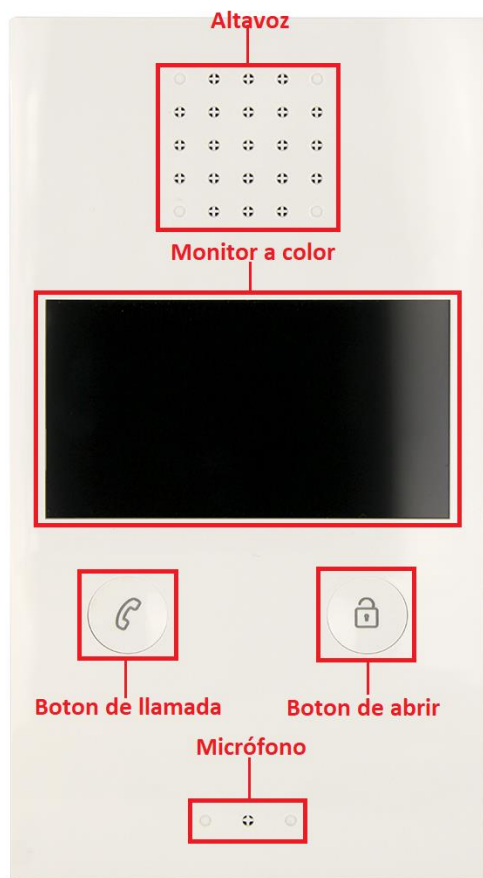 Altavoz
Monitor a color
Boton de llamada
Boton de abrir
Micrófono